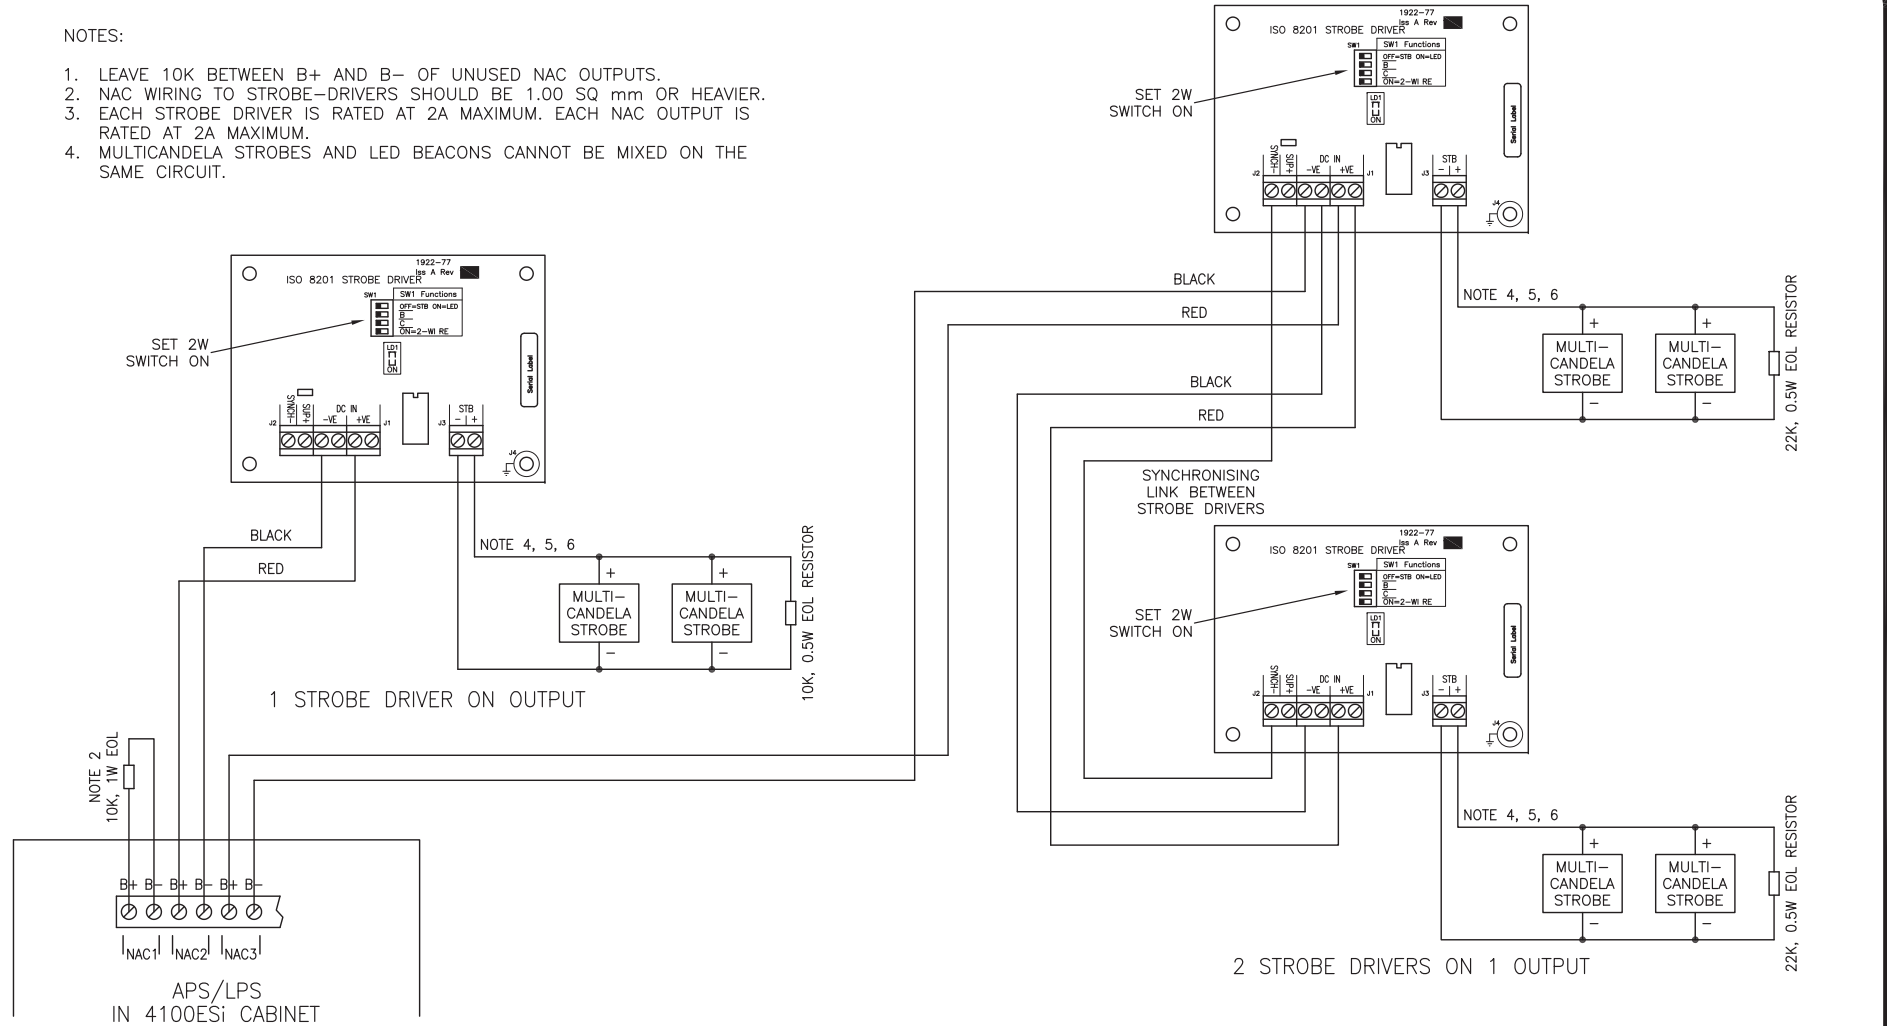 NOTES:
1. LEAVE 10K BETWEEN B+ AND B- OF UNUSED NAC OUTPUTS.
2. NAC WIRING TO STROBE-DRIVERS SHOULD BE 1.00 SQ mm OR HEAVIER.
3. EACH STROBE DRIVER IS RATED AT 2A MAXIMUM. EACH NAC OUTPUT IS
RATED AT 2A MAXIMUM.
4. MULTICANDELA STROBES AND LED BEACONS CANNOT BE MIXED ON THE
SAME CIRCUIT.
1922-77
Iss A Rev
ISO 8201 STROBE DRIVER
SW1
SW1 Functions
OFF=STB ON=LED
B
C
ON=2-WIRE
LD1
ON
SET 2W
SWITCH ON
Serial Label
SYNCH-
SUP+
DC IN
-VE
+VE
J2
J1
J3
STB
- +
J4
BLACK
RED
NOTE 4, 5, 6
+
MULTI-
CANDELA
STROBE
-
+
MULTI-
CANDELA
STROBE
-
10K, 0.5W EOL RESISTOR
1 STROBE DRIVER ON OUTPUT
NOTE 2
10K, 1W EOL
B+ B- B+ B- B+ B-
NAC1 NAC2 NAC3
APS/LPS
IN 4100ESi CABINET
1922-77
Iss A Rev
ISO 8201 STROBE DRIVER
SW1
SW1 Functions
OFF=STB ON=LED
B
C
ON=2-WIRE
LD1
ON
SET 2W
SWITCH ON
Serial Label
SYNCH-
SUP+
DC IN
-VE
+VE
J2
J1
J3
STB
- +
J4
BLACK
RED
BLACK
RED
NOTE 4, 5, 6
+
MULTI-
CANDELA
STROBE
-
+
MULTI-
CANDELA
STROBE
-
22K, 0.5W EOL RESISTOR
SYNCHRONISING
LINK BETWEEN
STROBE DRIVERS
1922-77
Iss A Rev
ISO 8201 STROBE DRIVER
SW1
SW1 Functions
OFF=STB ON=LED
B
C
ON=2-WIRE
LD1
ON
SET 2W
SWITCH ON
Serial Label
SYNCH-
SUP+
DC IN
-VE
+VE
J2
J1
J3
STB
- +
J4
NOTE 4, 5, 6
+
MULTI-
CANDELA
STROBE
-
+
MULTI-
CANDELA
STROBE
-
22K, 0.5W EOL RESISTOR
2 STROBE DRIVERS ON 1 OUTPUT